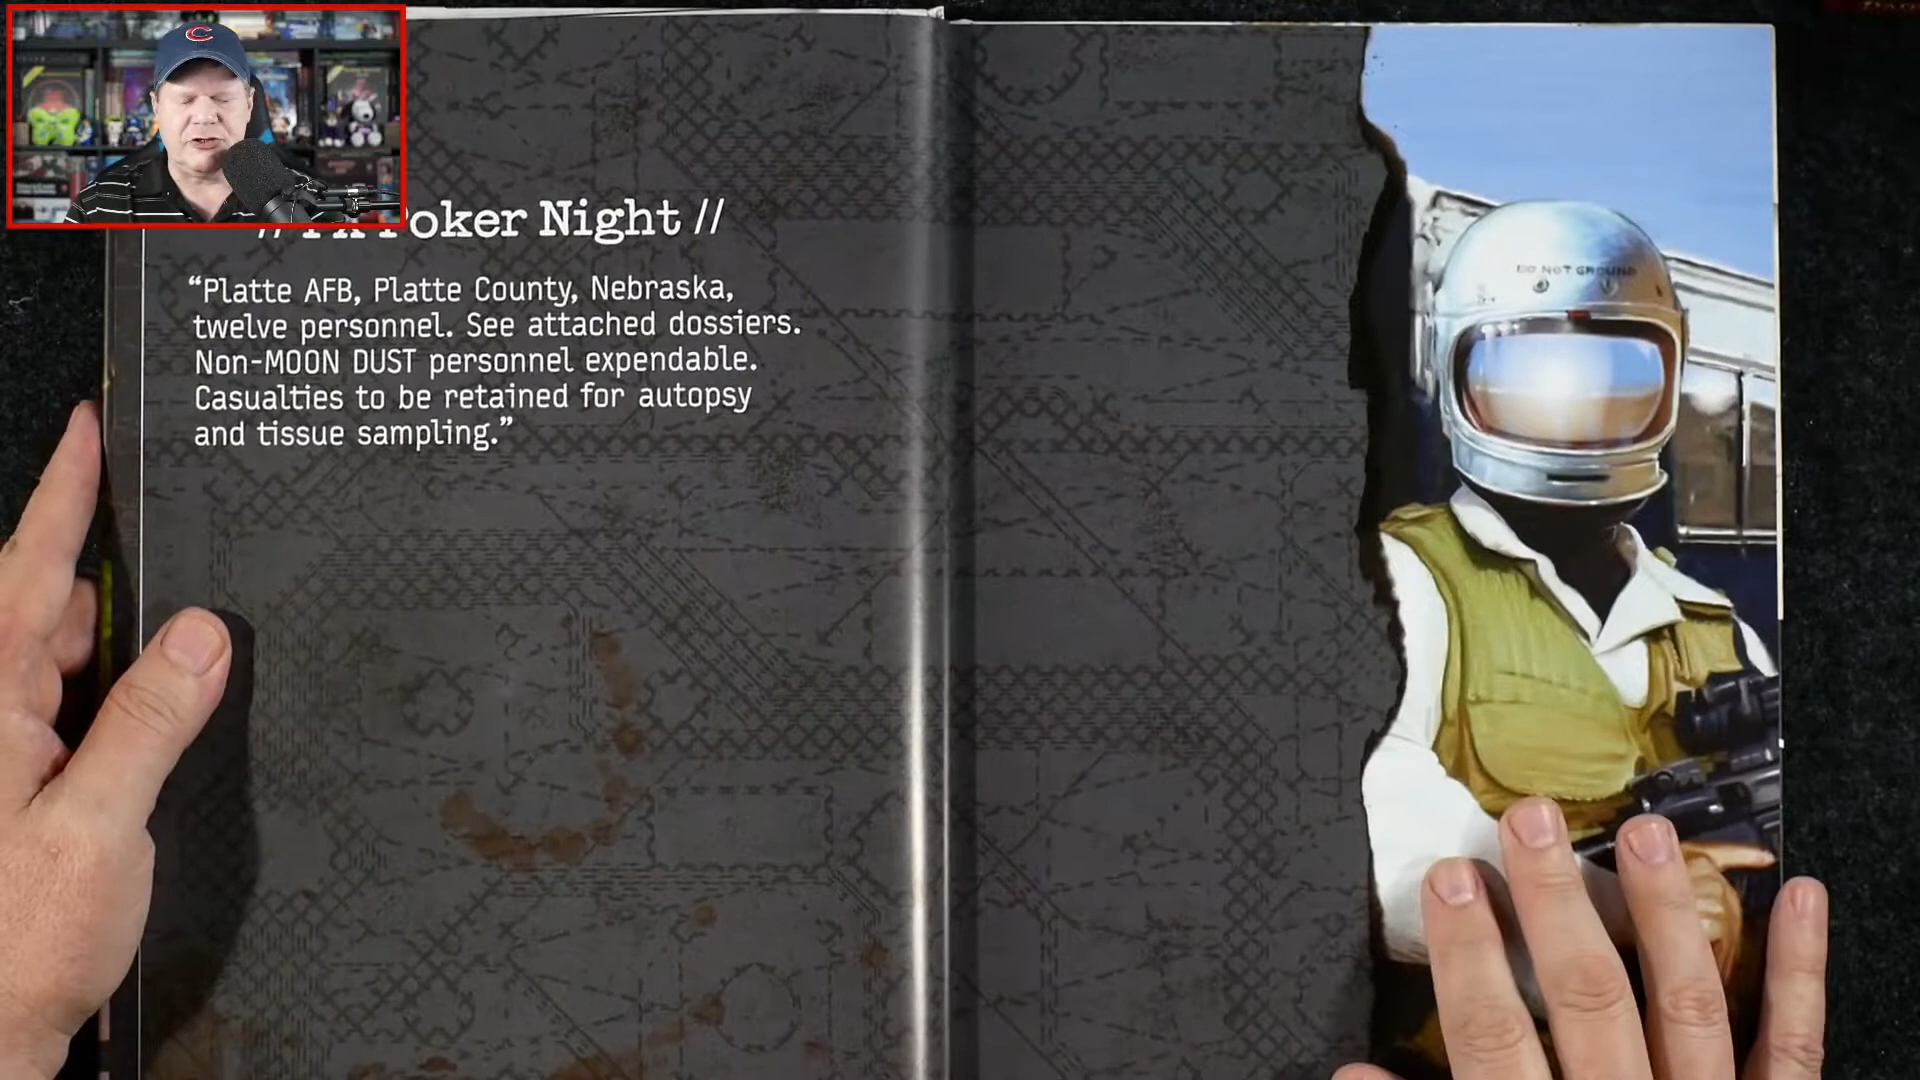 Poker Night //
“Platte AFB, Platte County, Nebraska,
twelve personnel. See attached dossiers.
Non-MOON DUST personnel expendable.
Casualties to be retained for autopsy
and tissue sampling.”
DO NOT GROUND
C